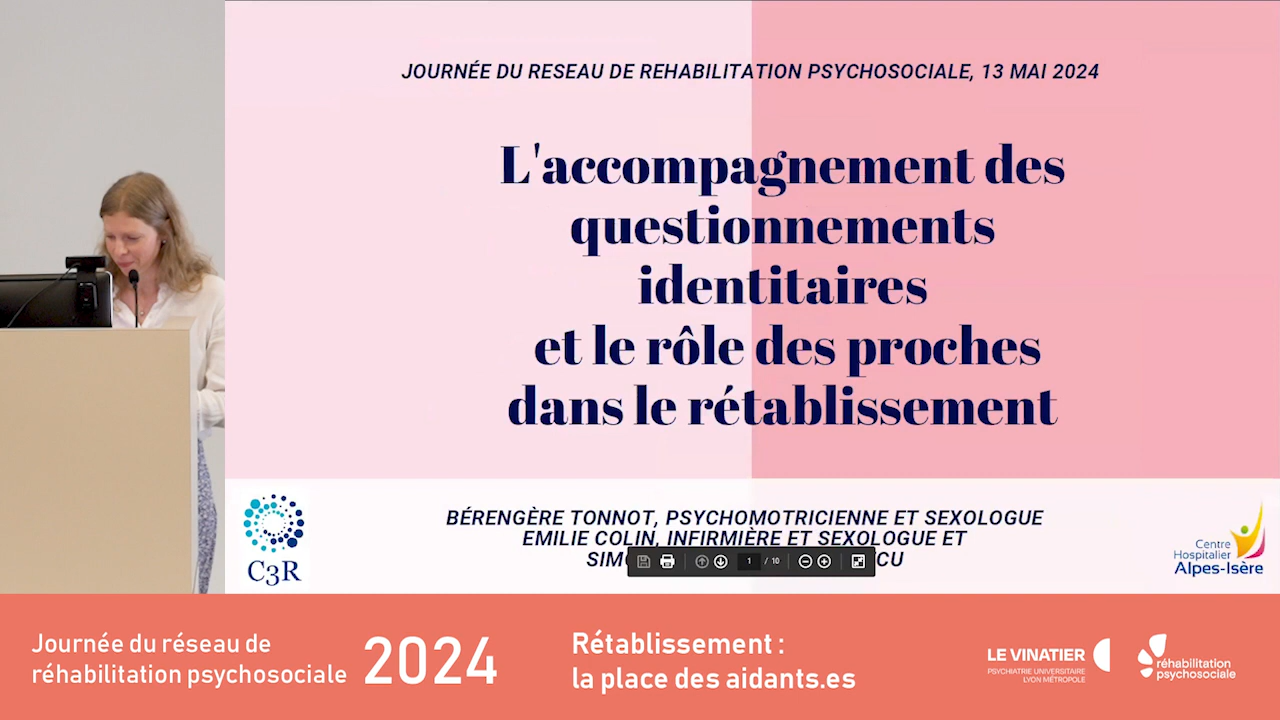 JOURNÉE DU RESEAU DE REHABILITATION PSYCHOSOCIALE, 13 MAI 2024
L'accompagnement des
questionnements
identitaires
et le rôle des proches
dans le rétablissement
BÉRENGÈRE TONNOT, PSYCHOMOTRICIENNE ET SEXOLOGUE
EMILIE COLIN, INFIRMIÈRE ET SEXOLOGUE ET
1 / 10
C3R
Centre
Hospitalier
Alpes-Isère
Journée du réseau de
réhabilitation psychosociale
2024
Rétablissement :
la place des aidants.es
LE VINATIER
PSYCHIATRIE UNIVERSITAIRE
LYON MÉTROPOLE
réhabilitation
psychosociale